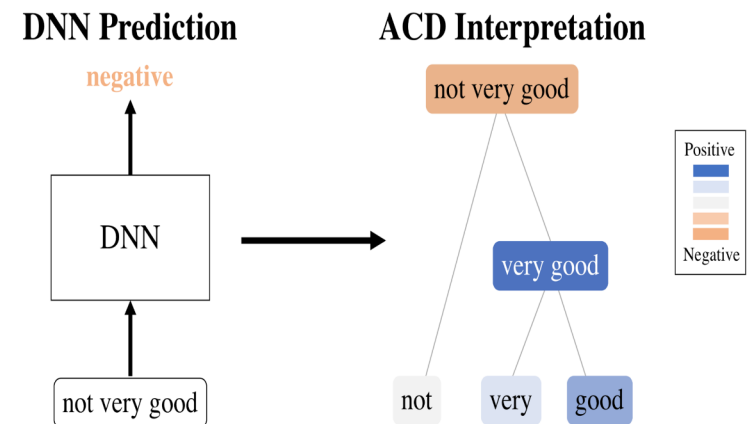 DNN Prediction
negative
DNN
not very good
ACD Interpretation
not very good
very good
not
very
good
Positive
Negative